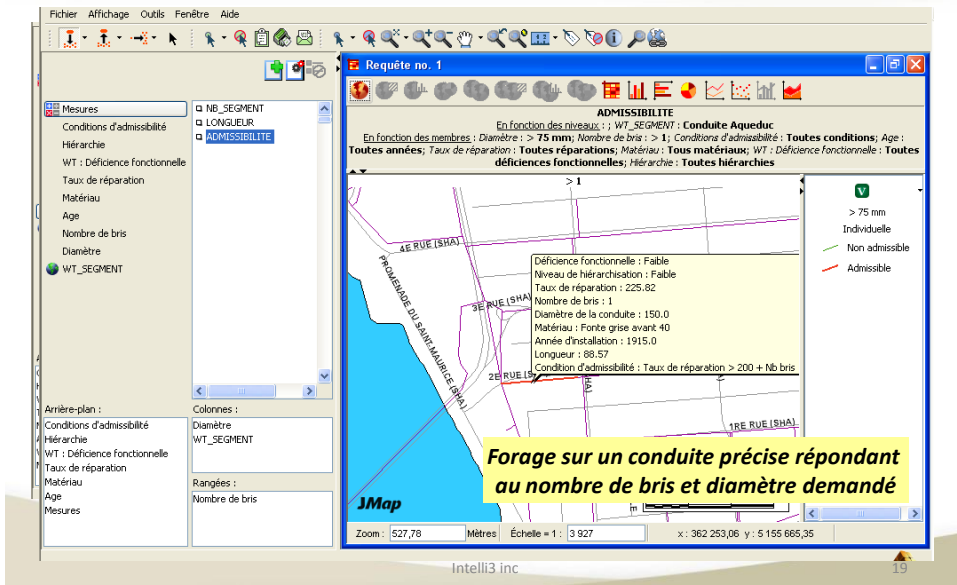 Fichier Affichage Outils Fenêtre Aide
Requête no. 1
Mesures
Conditions d'admissibilité
Hiérarchie
WT : Déficience fonctionnelle
Taux de réparation
Matériau
Age
Nombre de bris
Diamètre
WT_SEGMENT
NB_SEGMENT
LONGUEUR
ADMISSIBILITE
Arrière-plan :
Conditions d'admissibilité
Hiérarchie
WT : Déficience fonctionnelle
Taux de réparation
Matériau
Age
Mesures
Colonnes :
Diamètre
WT_SEGMENT
Rangées :
Nombre de bris
ADMISSIBILITE
En fonction des niveaux : ; WT_SEGMENT : Conduite Aqueduc
En fonction des membres : Diamètre : > 75 mm; Nombre de bris : > 1; Conditions d'admissibilté : Toutes conditions; Age :
Toutes années; Taux de réparation : Toutes réparations; Matériau : Tous matériaux; WT : Déficience fonctionnelle : Toutes
déficiences fonctionnelles; Hiérarchie : Toutes hiérarchies
> 1
4E RUE (SHA)
PROMENADE DU SAINT-MAURICE (SHA)
3E RUE (SHA)
2E RUE (S
1RE RUE (SHA)
Déficience fonctionnelle : Faible
Niveau de hiérarchisation : Faible
Taux de réparation : 225.82
Nombre de bris : 1
Diamètre de la conduite : 150.0
Matériau : Fonte grise avant 40
Année d'installation : 1915.0
Longueur : 88.57
Condition d'admissibilité : Taux de réparation > 200 + Nb bris
V
> 75 mm
Individuelle
Non admissible
Admissible
Forage sur un conduite précise répondant
au nombre de bris et diamètre demandé
JMap
Zoom : 527,78 Mètres Échelle = 1 : 3 927 x : 362 253,06 y : 5 155 665,35
Intelli3 inc
19